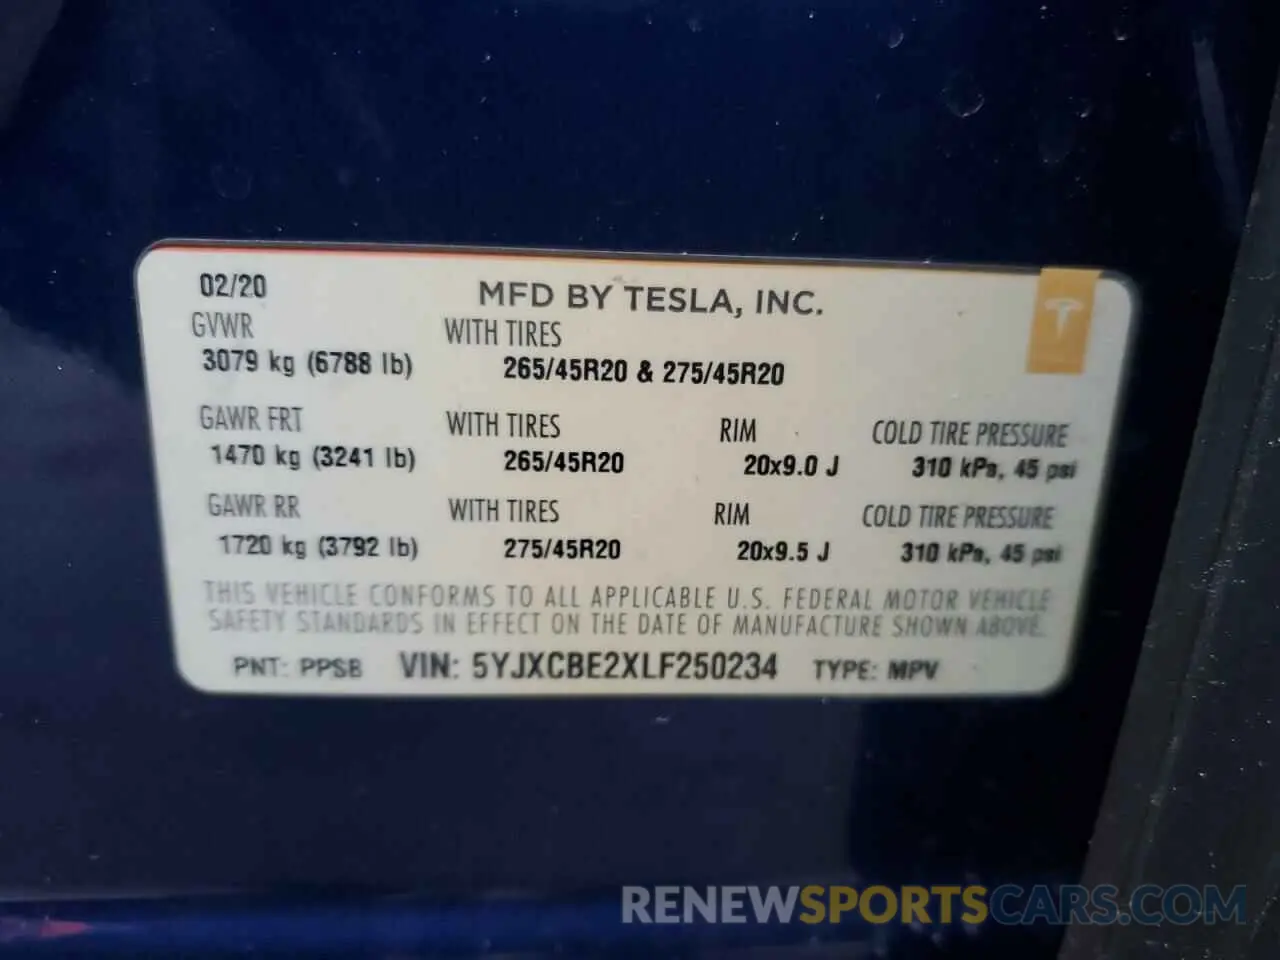 02/20 MFD BY TESLA, INC.
GVWR WITH TIRES
3079 kg (6788 lb) 265/45R20 & 275/45R20
GAWR FRT WITH TIRES RIM COLD TIRE PRESSURE
1470 kg (3241 lb) 265/45R20 20x9.0 J 310 kPa, 45 psi
GAWR RR WITH TIRES RIM COLD TIRE PRESSURE
1720 kg (3792 lb) 275/45R20 20x9.5 J 310 kPa, 45 psi
THIS VEHICLE CONFORMS TO ALL APPLICABLE U.S. FEDERAL MOTOR VEHICLE
SAFETY STANDARDS IN EFFECT ON THE DATE OF MANUFACTURE SHOWN ABOVE.
PNT: PPSB VIN: 5YJXCBE2XLF250234 TYPE: MPV
RENEWSPORTSCARS.COM